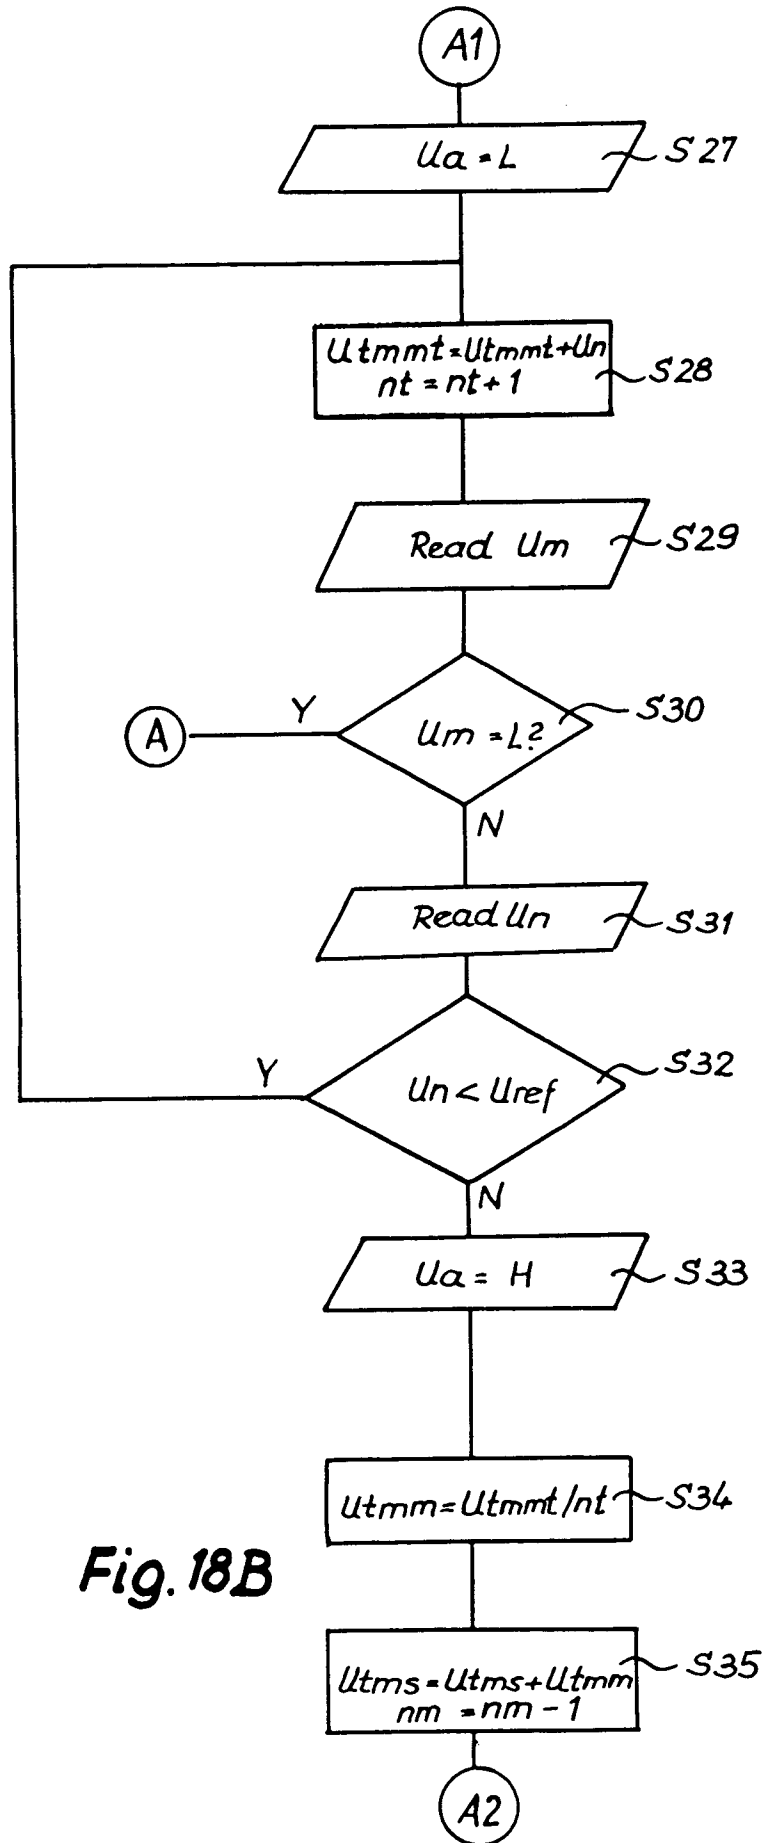 A1
Ua = L
S27
Utmmt = Utmmt + Un
nt = nt + 1
S28
Read Um
S29
Um = L?
S30
Y
A
N
Read Un
S31
Un < Uref
S32
Y
N
Ua = H
S33
Utmm = Utmmt/nt
S34
Utms = Utms + Utmm
nm = nm - 1
S35
A2
Fig. 18B